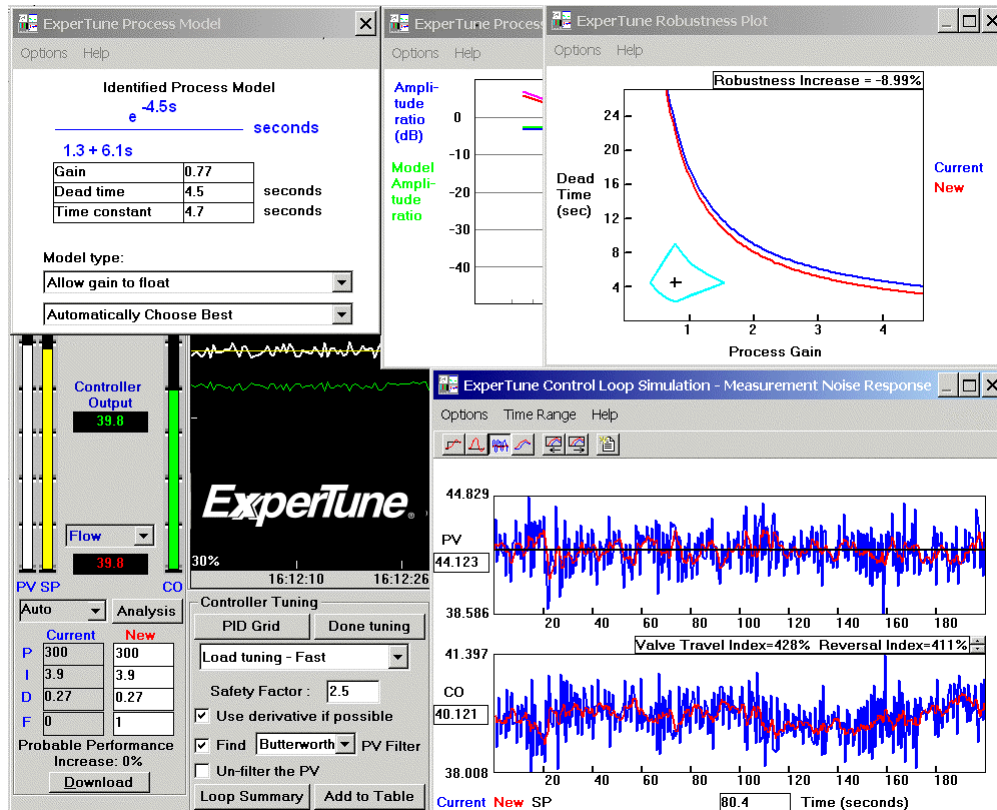 ExperTune Process Model
Options Help
Identified Process Model
e -4.5s
seconds
1.3 + 6.1s
Gain 0.77
Dead time 4.5 seconds
Time constant 4.7 seconds
Model type:
Allow gain to float
Automatically Choose Best
ExperTune Process
Options Help
Ampli-
tude
ratio
(dB)
Model
Ampli-
tude
ratio
0
-10
-20
-30
-40
ExperTune Robustness Plot
Options Help
Robustness Increase = -8.99%
24
20
16
12
8
4
Dead
Time
(sec)
Current
New
1 2 3 4
Process Gain
Controller
Output
39.8
Flow
39.8
PV SP CO
ExperTune®
30%
16:12:10 16:12:26
Auto
Analysis
Current New
P 300 300
I 3.9 3.9
D 0.27 0.27
F 0 1
Probable Performance
Increase: 0%
Download
Controller Tuning
PID Grid Done tuning
Load tuning - Fast
Safety Factor : 2.5
Use derivative if possible
Find Butterworth PV Filter
Un-filter the PV
Loop Summary Add to Table
ExperTune Control Loop Simulation - Measurement Noise Response
Options Time Range Help
44.829
PV
44.123
38.586
20 40 60 80 100 120 140 160 180
Valve Travel Index=428% Reversal Index=411%
41.397
CO
40.121
38.008
20 40 60 80 100 120 140 160 180
Current New SP 80.4 Time (seconds)